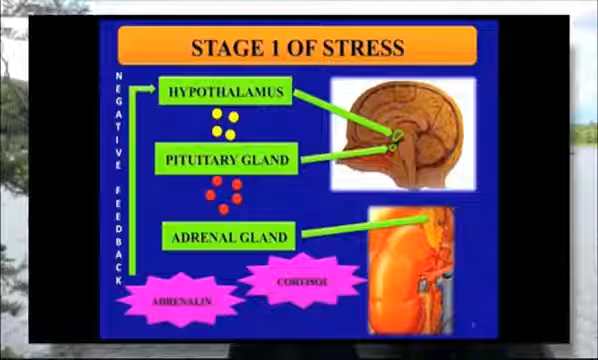 STAGE 1 OF STRESS
NEGATIVE FEEDBACK
HYPOTHALAMUS
PITUITARY GLAND
ADRENAL GLAND
ADRENALIN
CORTISOL